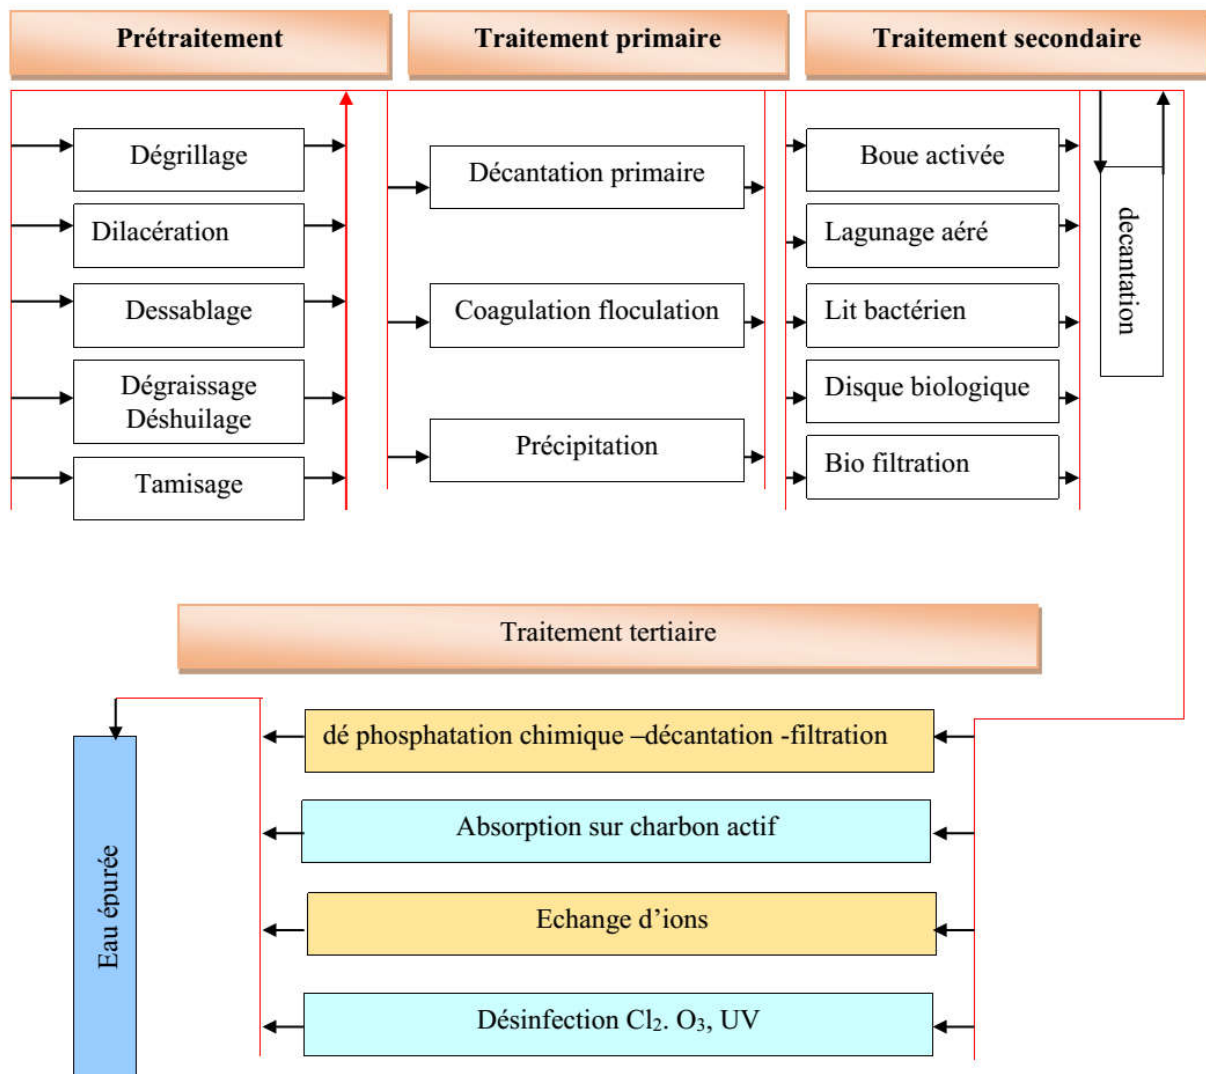 Prétraitement
Traitement primaire
Traitement secondaire
Dégrillage
Dilacération
Dessablage
Dégraissage
Déshuilage
Tamisage
Décantation primaire
Coagulation floculation
Précipitation
Boue activée
Lagunage aéré
Lit bactérien
Disque biologique
Bio filtration
decantation
Traitement tertiaire
dé phosphatation chimique –décantation -filtration
Absorption sur charbon actif
Echange d’ions
Désinfection Cl₂. O₃, UV
Eau épurée